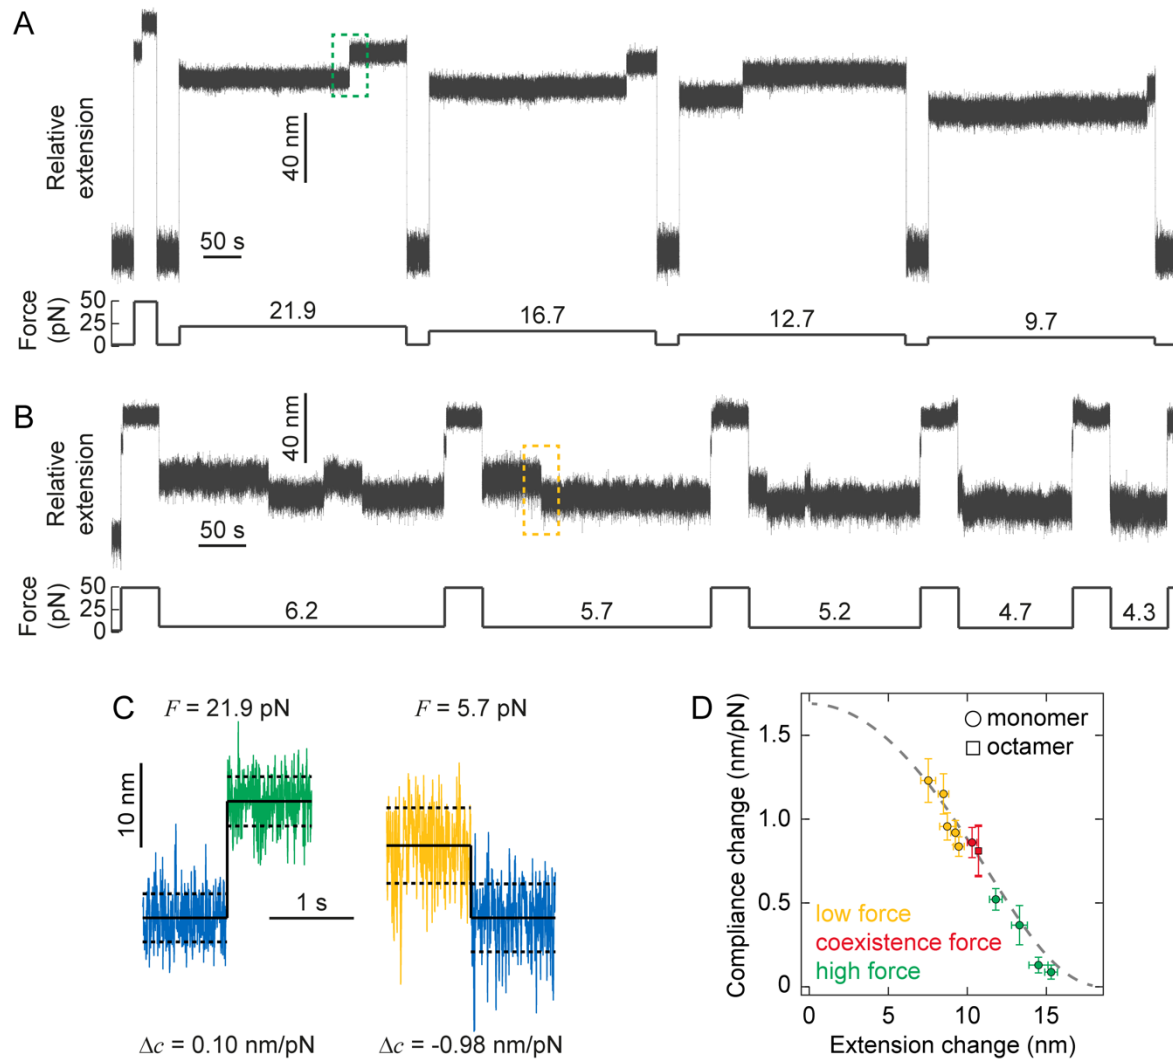 A
Relative
extension
40 nm
50 s
Force
(pN)
50
25
0
21.9
16.7
12.7
9.7
B
Relative
extension
40 nm
50 s
Force
(pN)
50
25
0
6.2
5.7
5.2
4.7
4.3
C
F = 21.9 pN
F = 5.7 pN
10 nm
1 s
Δc = 0.10 nm/pN
Δc = -0.98 nm/pN
D
Compliance change (nm/pN)
1.5
1.0
0.5
0
monomer
octamer
low force
coexistence force
high force
0
5
10
15
Extension change (nm)